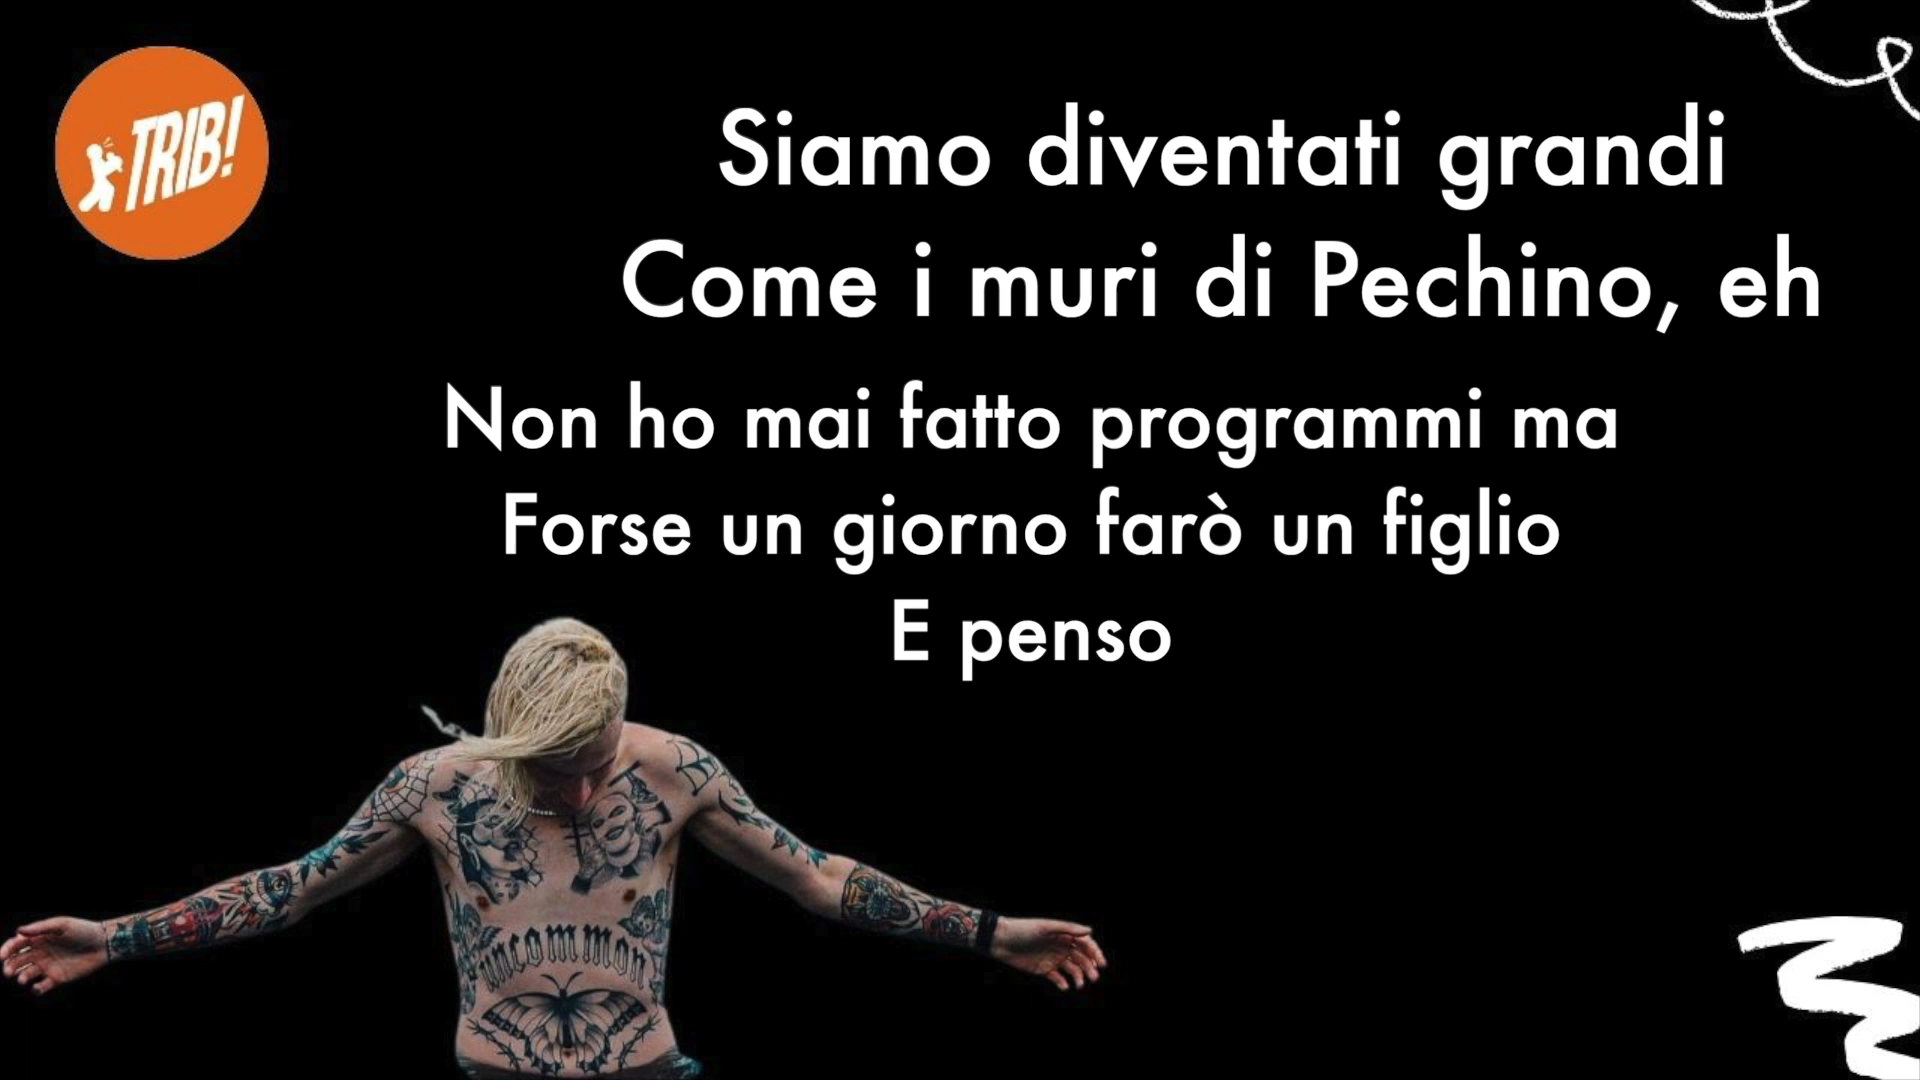 TRIB!
Siamo diventati grandi
Come i muri di Pechino, eh
Non ho mai fatto programmi ma
Forse un giorno farò un figlio
E penso
uncommon